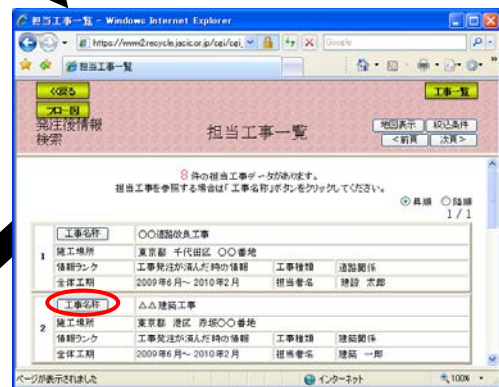 担当工事一覧 - Windows Internet Explorer
https://www2.recycle.jacic.or.jp/cgi/cgi_
Google
担当工事一覧
<<戻る
工事一覧
フロー図
発注後情報
検索
担当工事一覧
地図表示 絞込条件
<前頁 次頁>
8 件の担当工事データがあります。
担当工事を参照する場合は「工事名称」ボタンをクリックしてください。
昇順 降順
1 / 1
工事名称 〇〇道路改良工事
1 施工場所 東京都 千代田区 〇〇番地
情報ランク 工事発注が済んだ時の情報 工事種類 道路関係
全体工期 2009年6月～2010年2月 担当者名 建設 太郎
工事名称 △△建築工事
2 施工場所 東京都 港区 赤坂〇〇番地
情報ランク 工事発注が済んだ時の情報 工事種類 建築関係
全体工期 2009年6月～2010年2月 担当者名 建築 一郎
ページが表示されました インターネット 100%